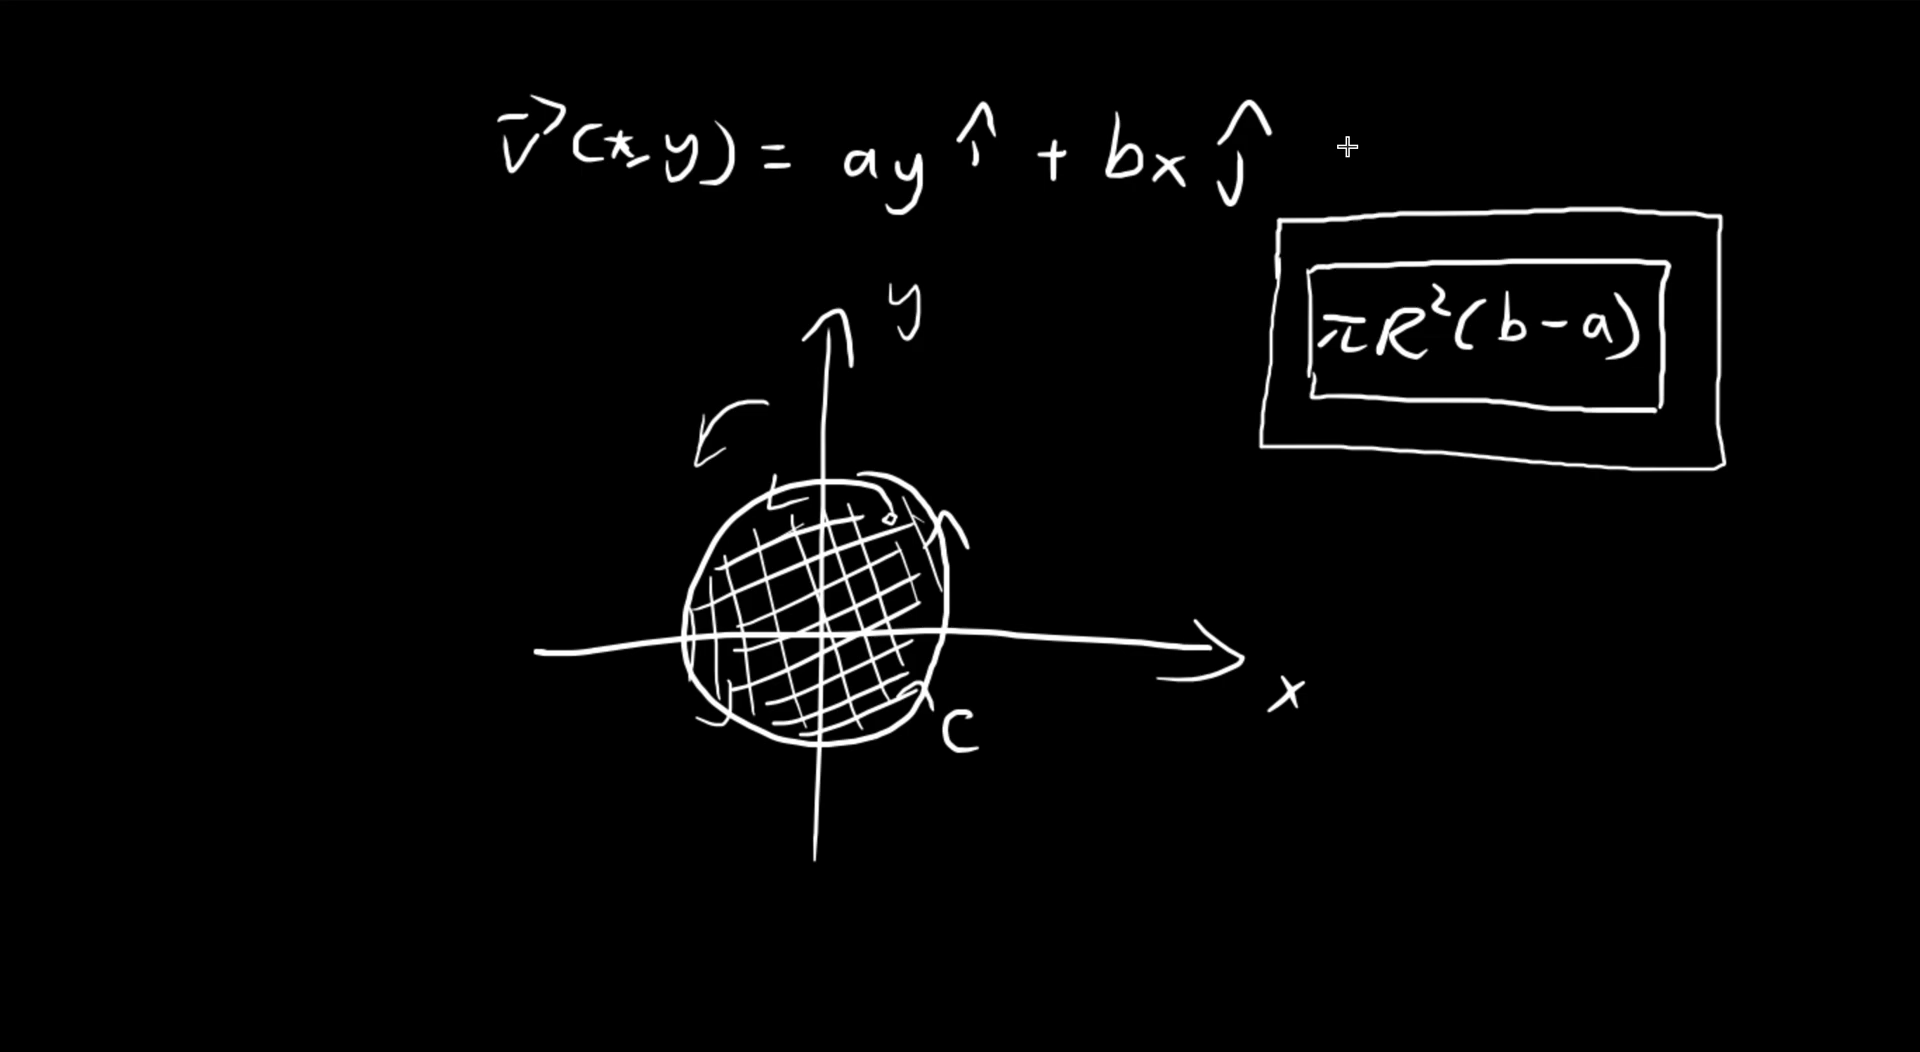 v⃗(x,y) = ay î + bx ĵ
πR²(b-a)
y
x
C